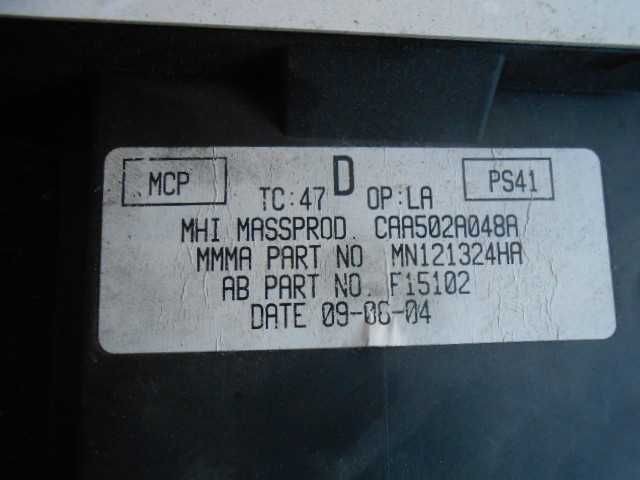 MCP D PS41
TC:47 OP:LA
MHI MASSPROD. CAA502A048A
MMMA PART NO MN121324HA
AB PART NO. F15102
DATE 09-06-04